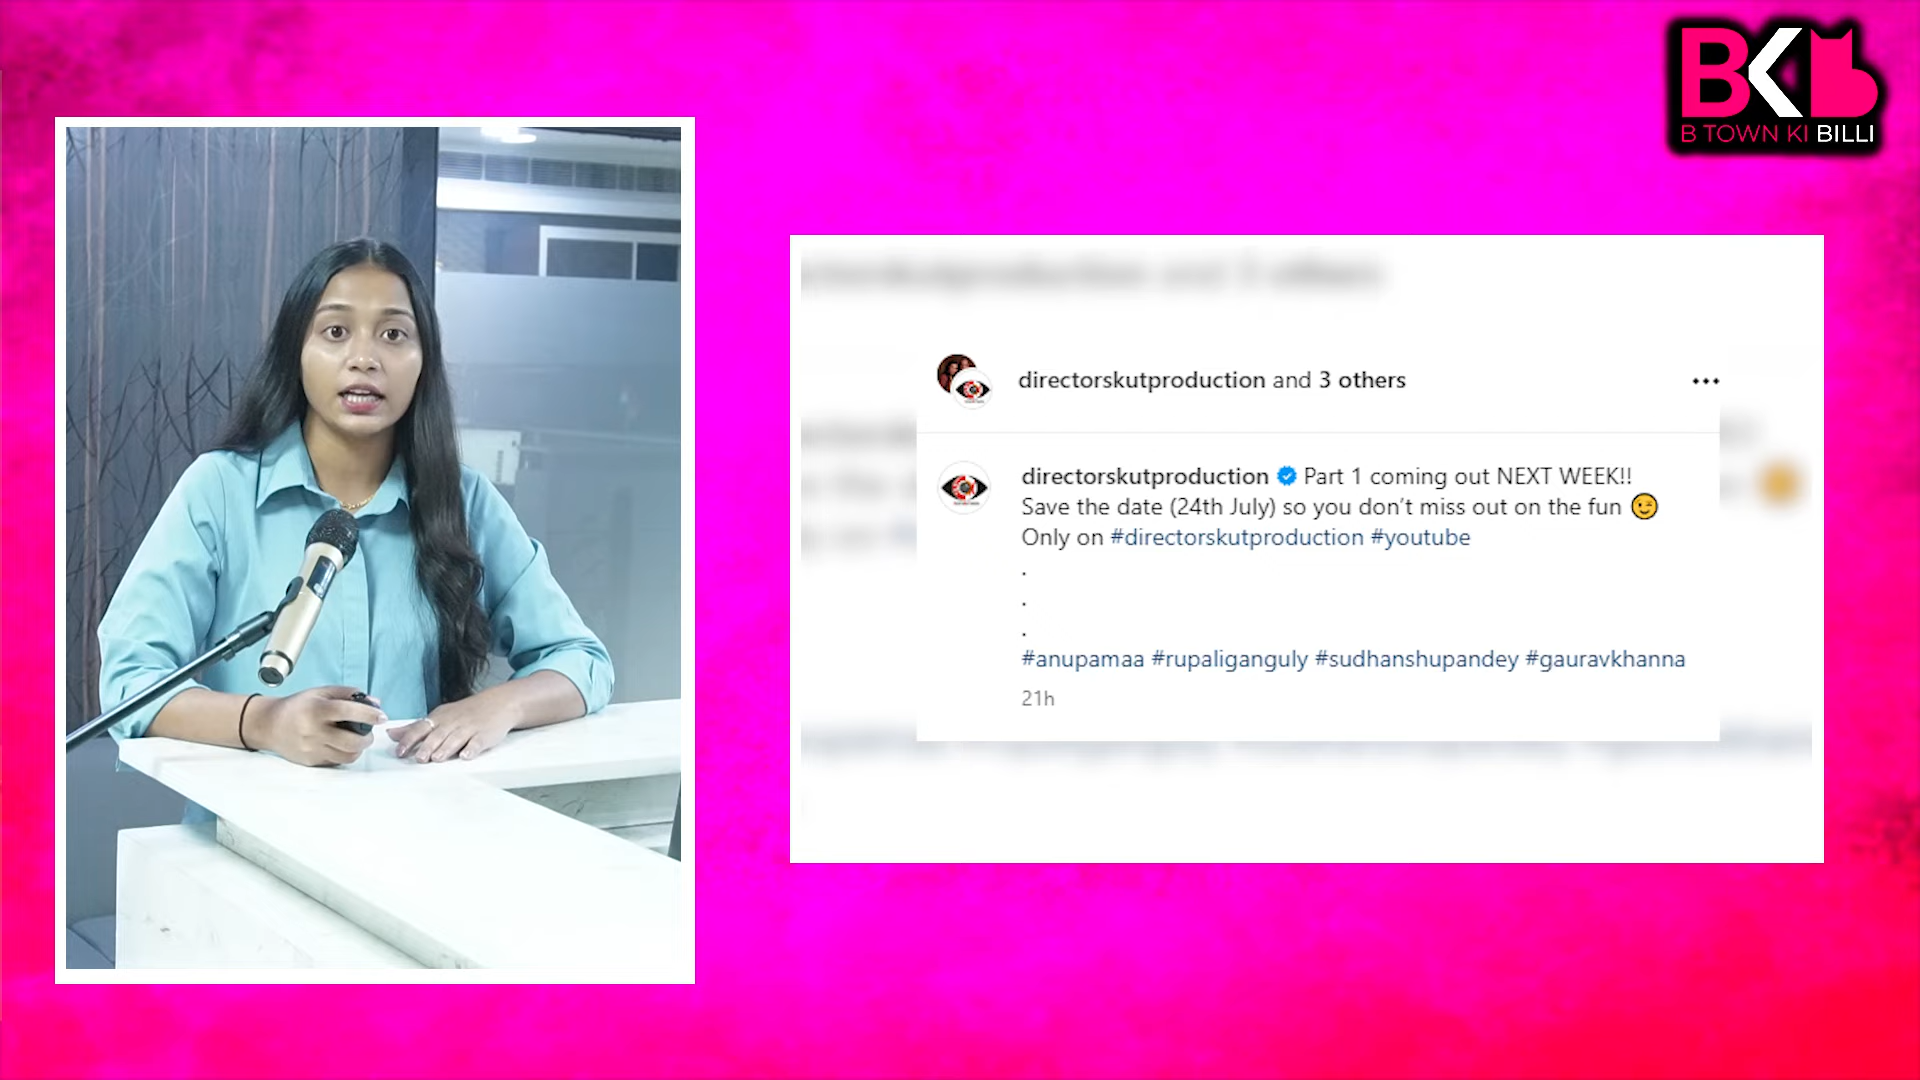 BKB
B TOWN KI BILLI
directorskutproduction and 3 others
directorskutproduction Part 1 coming out NEXT WEEK!!
Save the date (24th July) so you don’t miss out on the fun 😉
Only on #directorskutproduction #youtube
.
.
.
#anupamaa #rupaliganguly #sudhanshupandey #gauravkhanna
21h